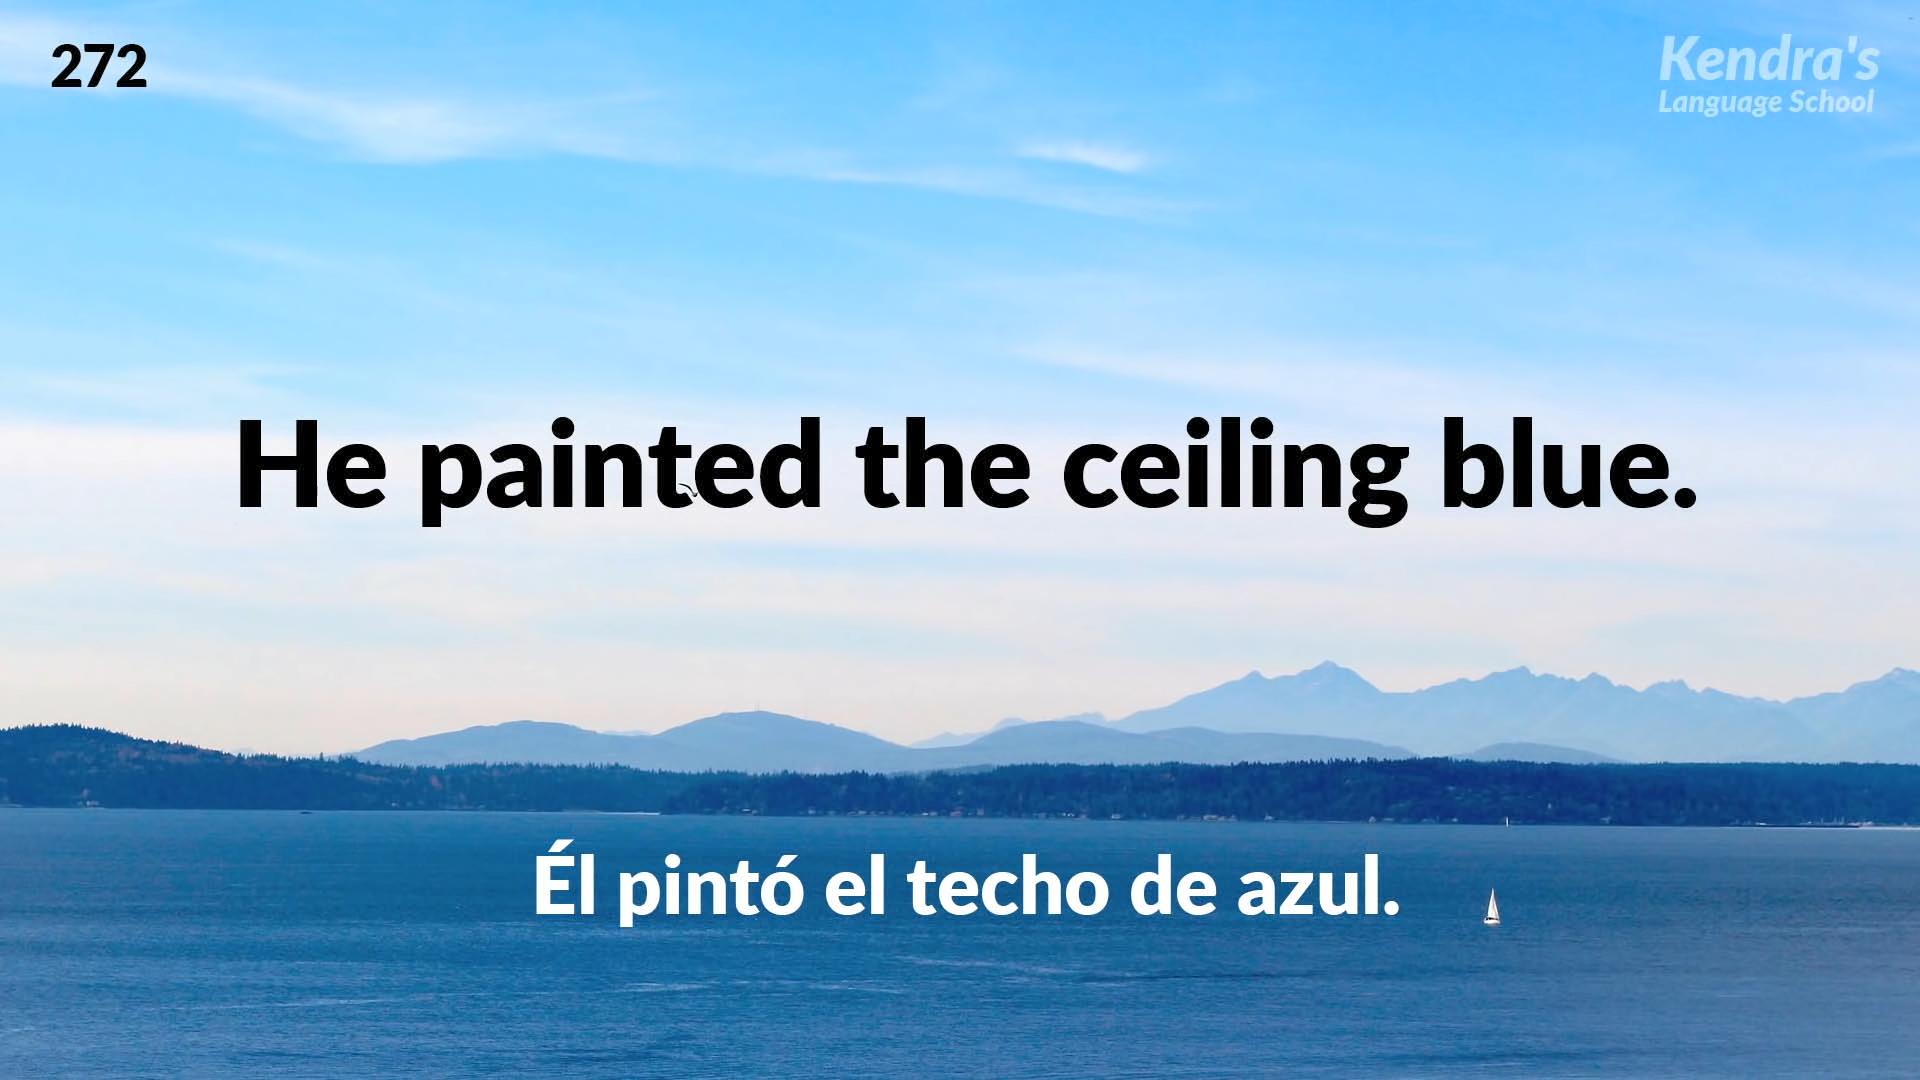 272
Kendra's
Language School
He painted the ceiling blue.
Él pintó el techo de azul.